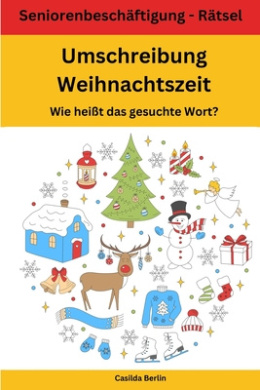 Seniorenbeschäftigung - Rätsel
Umschreibung
Weihnachtszeit
Wie heißt das gesuchte Wort?
Casilda Berlin